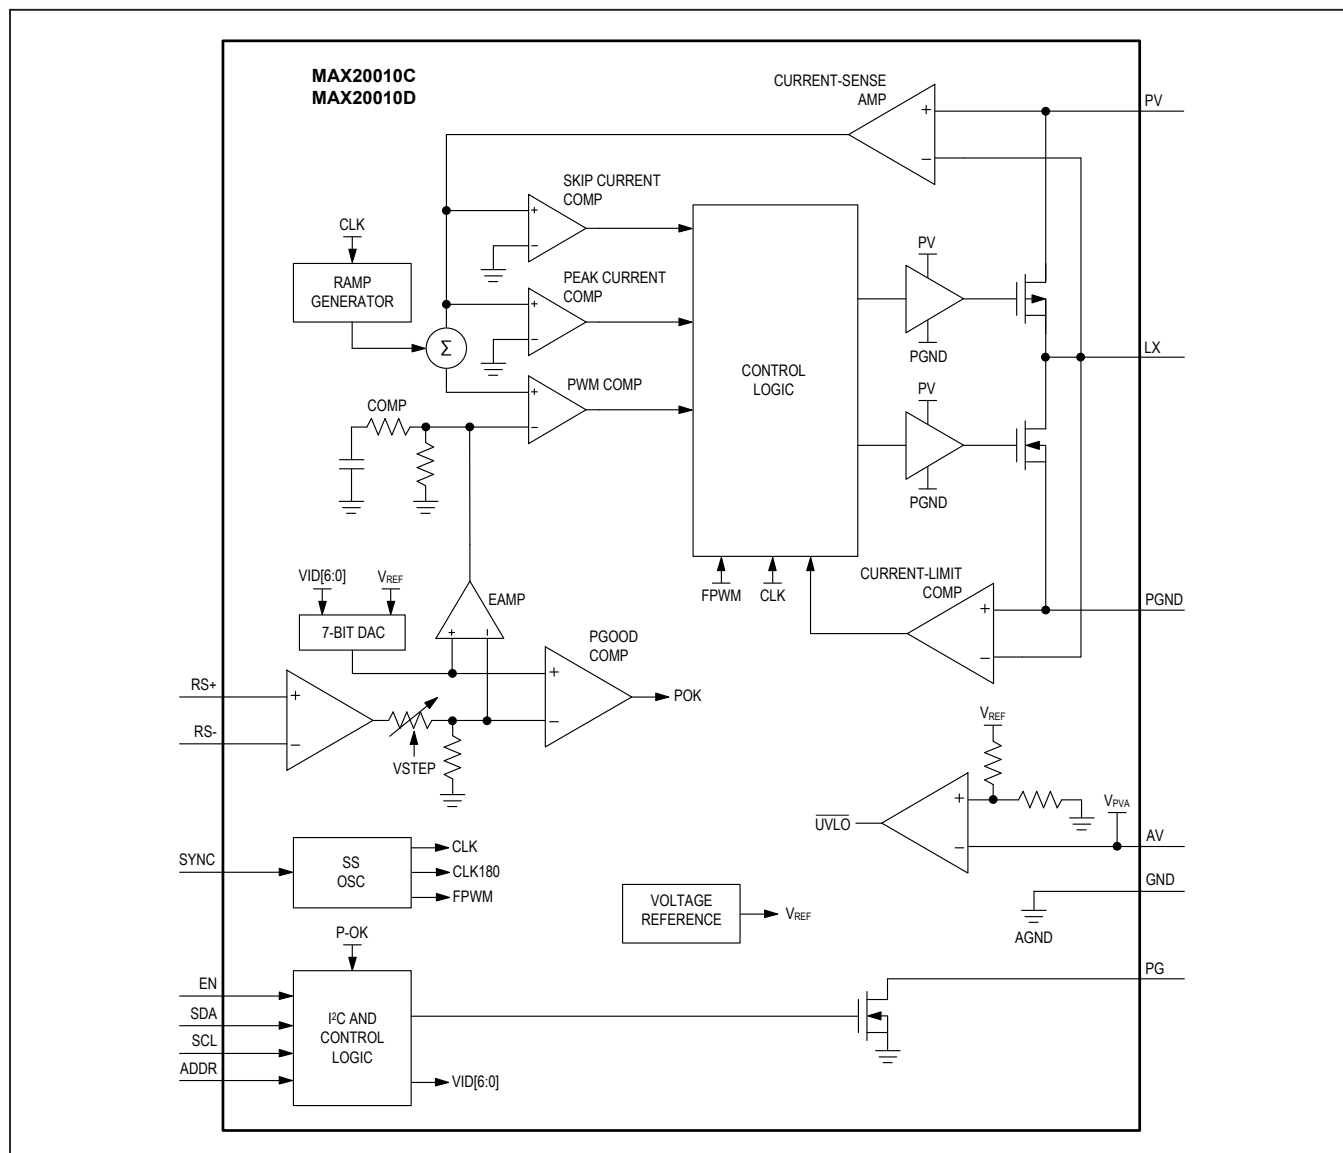 MAX20010C
MAX20010D
CURRENT-SENSE
AMP
PV
+
−
SKIP CURRENT
COMP
+
−
CLK
RAMP
GENERATOR
PEAK CURRENT
COMP
+
−
Σ
PV
PGND
LX
CONTROL
LOGIC
PWM COMP
+
−
COMP
PV
PGND
VID[6:0]
VREF
7-BIT DAC
EAMP
+
−
FPWM
CLK
CURRENT-LIMIT
COMP
+
−
PGND
PGOOD
COMP
+
−
POK
RS+
RS-
+
−
VSTEP
VREF
+
−
UVLO
VPVA
AV
SYNC
SS
OSC
CLK
CLK180
FPWM
VOLTAGE
REFERENCE
VREF
GND
AGND
P-OK
EN
SDA
SCL
ADDR
I²C AND
CONTROL
LOGIC
VID[6:0]
PG